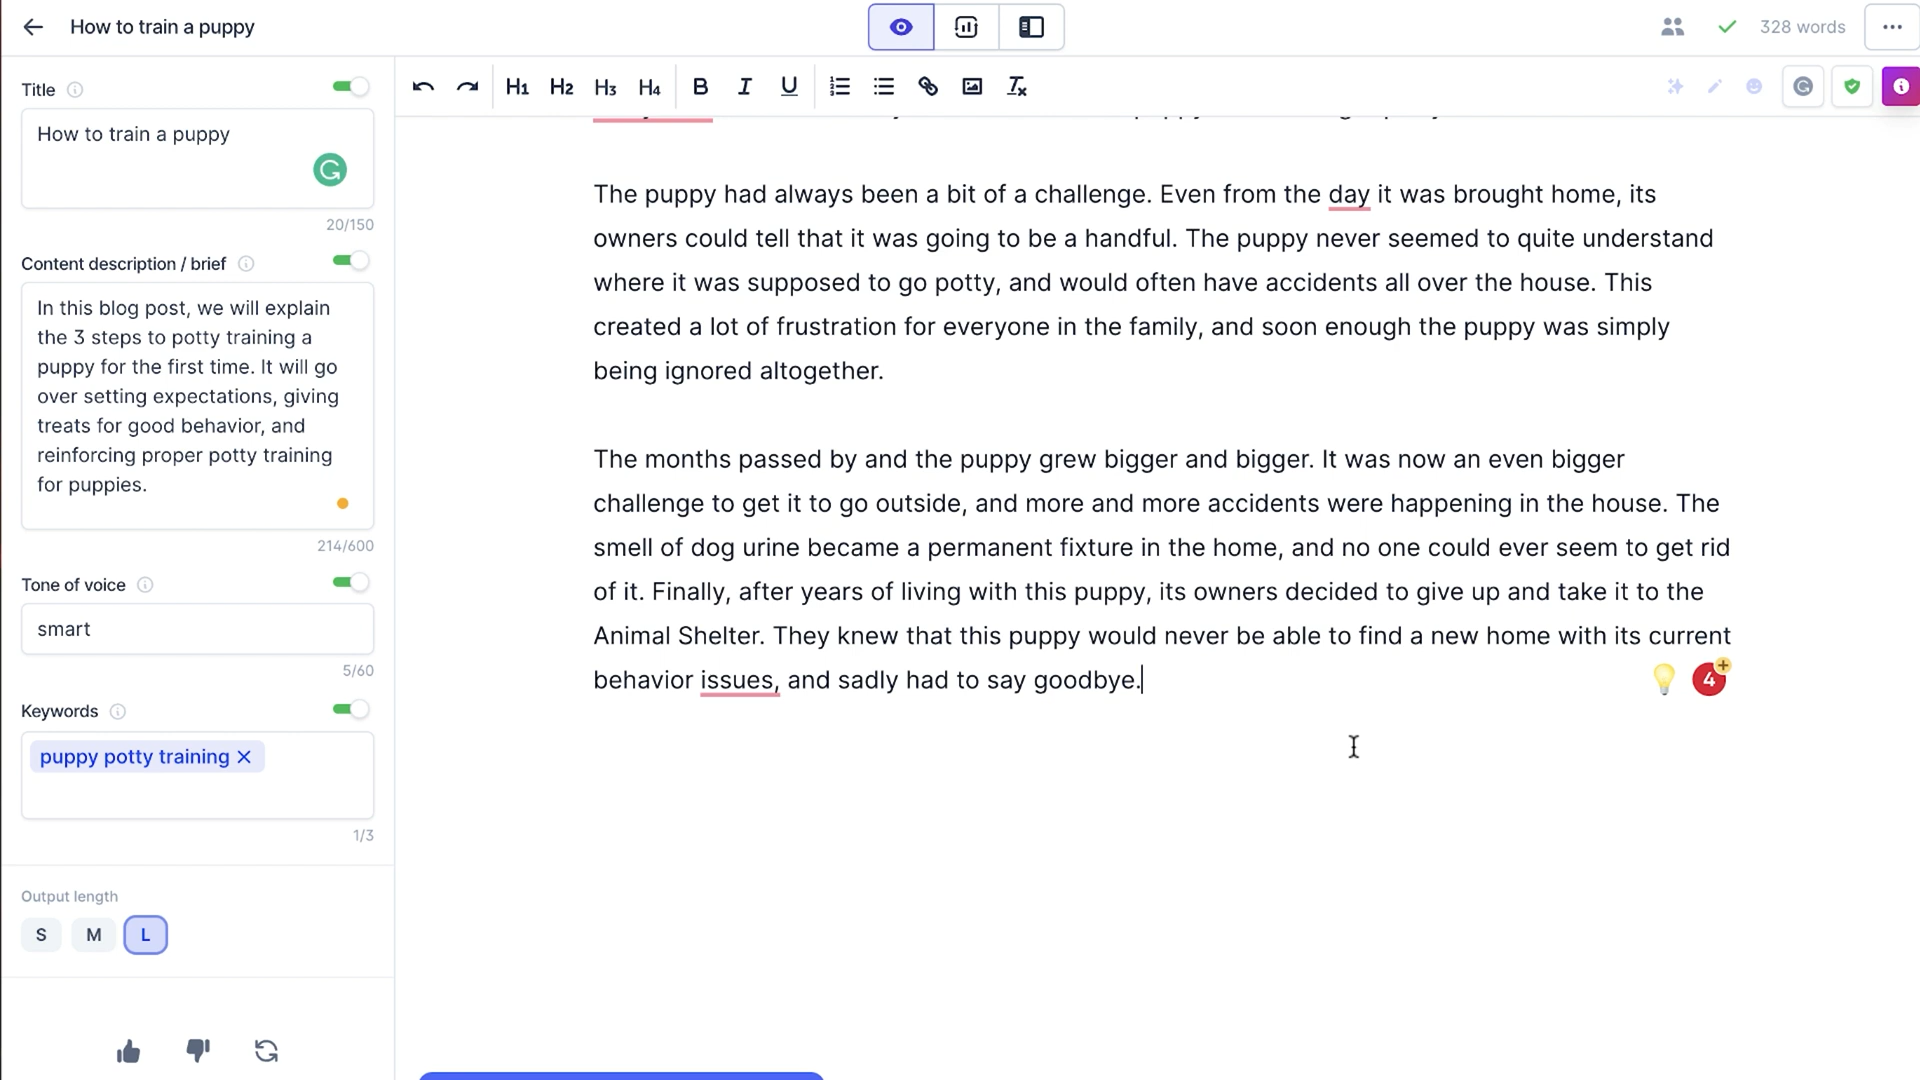 How to train a puppy
328 words
Title
H1 H2 H3 H4 B I U
How to train a puppy
20/150
Content description / brief
In this blog post, we will explain
the 3 steps to potty training a
puppy for the first time. It will go
over setting expectations, giving
treats for good behavior, and
reinforcing proper potty training
for puppies.
214/600
Tone of voice
smart
5/60
Keywords
puppy potty training
1/3
Output length
S M L
The puppy had always been a bit of a challenge. Even from the day it was brought home, its
owners could tell that it was going to be a handful. The puppy never seemed to quite understand
where it was supposed to go potty, and would often have accidents all over the house. This
created a lot of frustration for everyone in the family, and soon enough the puppy was simply
being ignored altogether.
The months passed by and the puppy grew bigger and bigger. It was now an even bigger
challenge to get it to go outside, and more and more accidents were happening in the house. The
smell of dog urine became a permanent fixture in the home, and no one could ever seem to get rid
of it. Finally, after years of living with this puppy, its owners decided to give up and take it to the
Animal Shelter. They knew that this puppy would never be able to find a new home with its current
behavior issues, and sadly had to say goodbye.
4